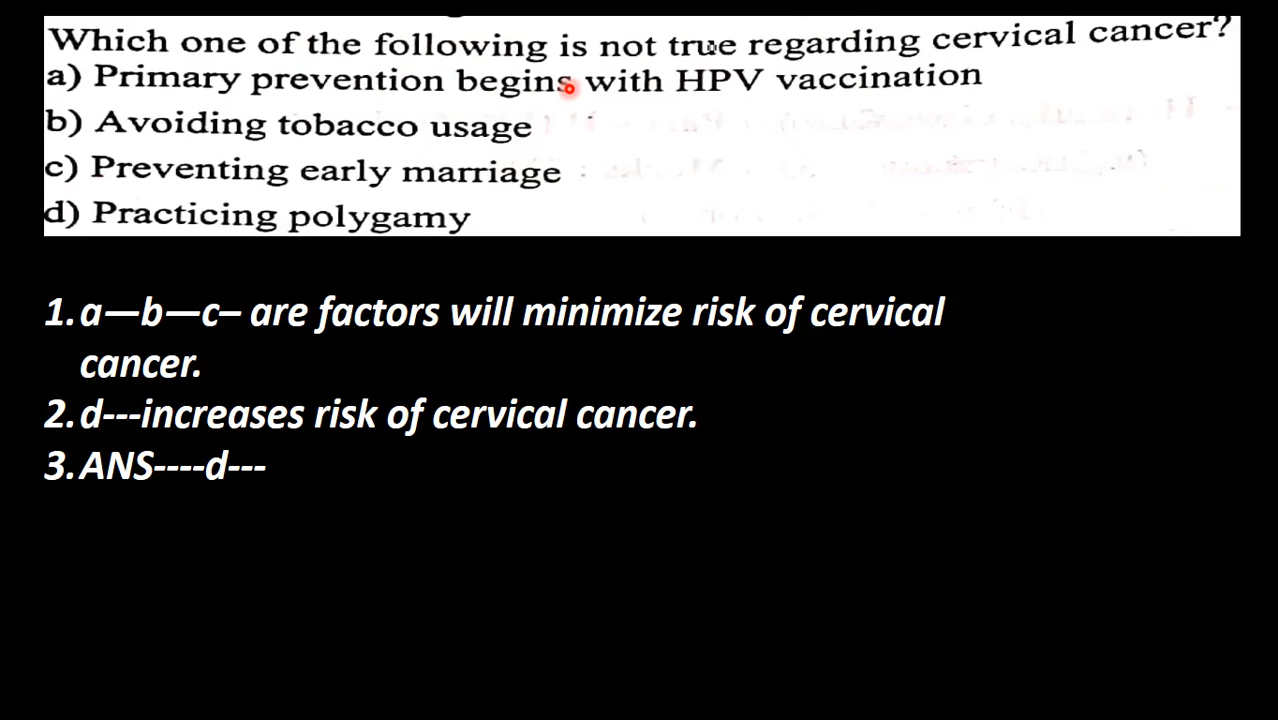 Which one of the following is not true regarding cervical cancer?
a) Primary prevention begins with HPV vaccination
b) Avoiding tobacco usage
c) Preventing early marriage
d) Practicing polygamy
1. a—b—c– are factors will minimize risk of cervical
cancer.
2. d---increases risk of cervical cancer.
3. ANS----d---